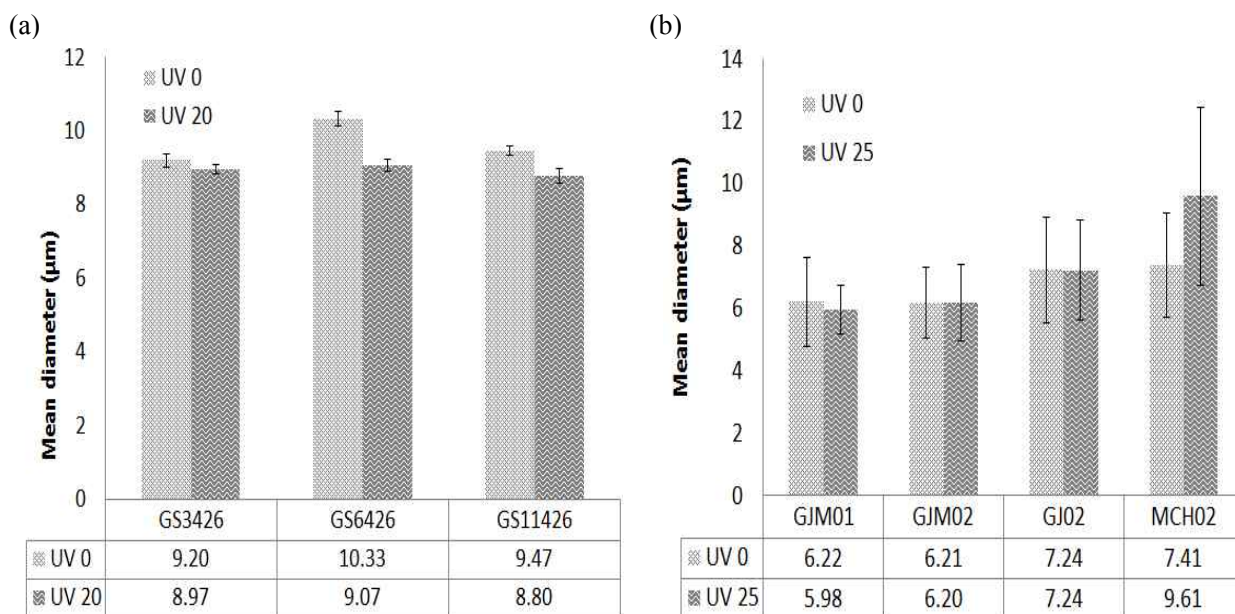 (a)
12
10
8
6
4
2
0
Mean diameter (µm)
UV 0
UV 20
GS3426 GS6426 GS11426
UV 0 9.20 10.33 9.47
UV 20 8.97 9.07 8.80
(b)
14
12
10
8
6
4
2
0
Mean diameter (µm)
UV 0
UV 25
GJM01 GJM02 GJ02 MCH02
UV 0 6.22 6.21 7.24 7.41
UV 25 5.98 6.20 7.24 9.61